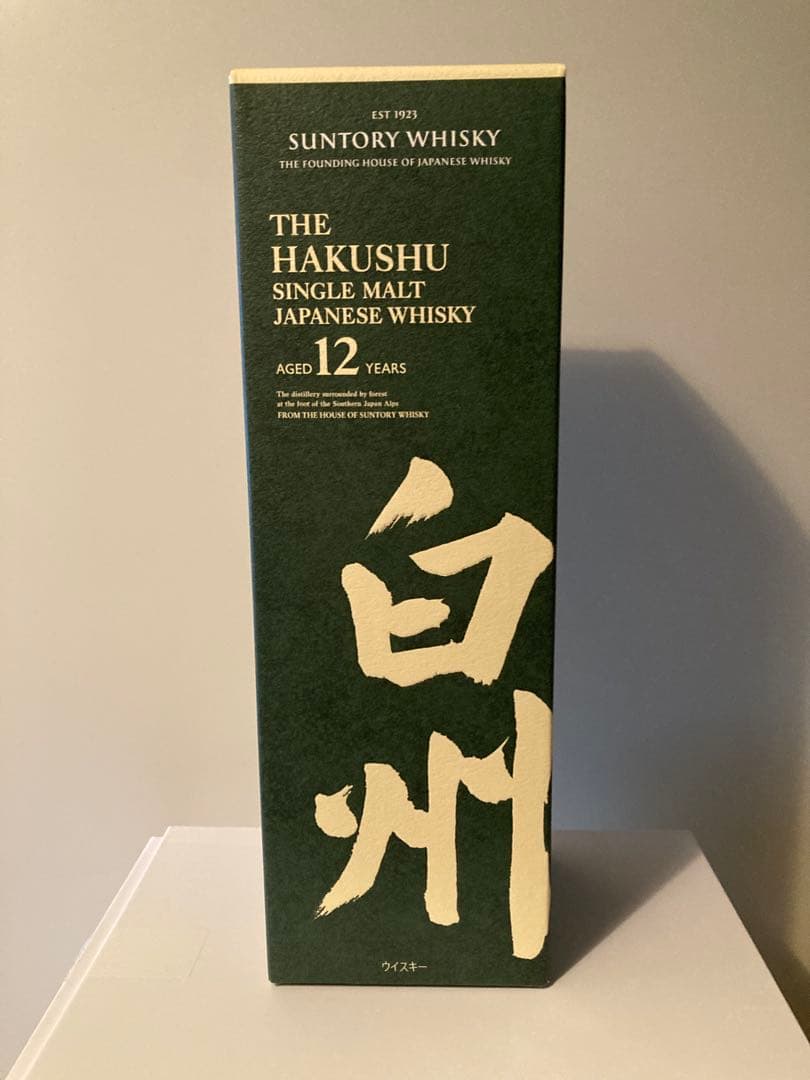 EST 1923
SUNTORY WHISKY
THE FOUNDING HOUSE OF JAPANESE WHISKY
THE
HAKUSHU
SINGLE MALT
JAPANESE WHISKY
AGED 12 YEARS
The distillery surrounded by forest
at the foot of the Southern Japan Alps
FROM THE HOUSE OF SUNTORY WHISKY
白
州
ウイスキー